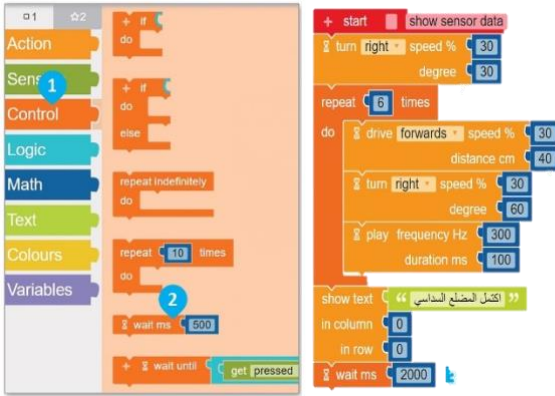 1 2
Action
Sens
1
Control
Logic
Math
Text
Colours
Variables
+ if
do
+ if
do
else
repeat indefinitely
do
repeat 10 times
do
2
wait ms 500
+ wait until get pressed
+ start show sensor data
turn right speed % 30
degree 30
repeat 6 times
do drive forwards speed % 30
distance cm 40
turn right speed % 30
degree 60
play frequency Hz 300
duration ms 100
show text “ اكتمل المضلع السداسي ”
in column 0
in row 0
wait ms 2000